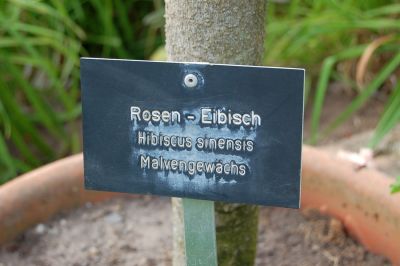 Rosen - Eibisch
Hibiscus sinensis
Malvengewächs